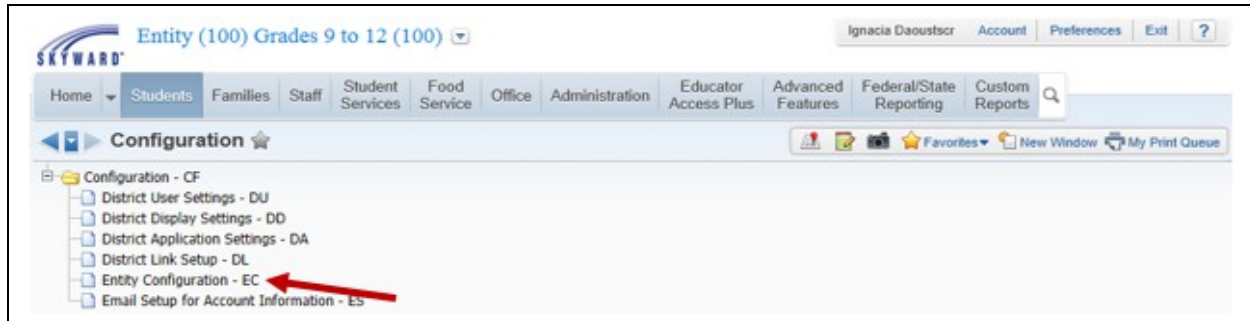 Entity (100) Grades 9 to 12 (100)
Ignacia Daoustscr Account Preferences Exit ?
SKYWARD
Home Students Families Staff Student Services Food Service Office Administration Educator Access Plus Advanced Features Federal/State Reporting Custom Reports
Configuration
Favorites New Window My Print Queue
Configuration - CF
District User Settings - DU
District Display Settings - DD
District Application Settings - DA
District Link Setup - DL
Entity Configuration - EC
Email Setup for Account Information - ES